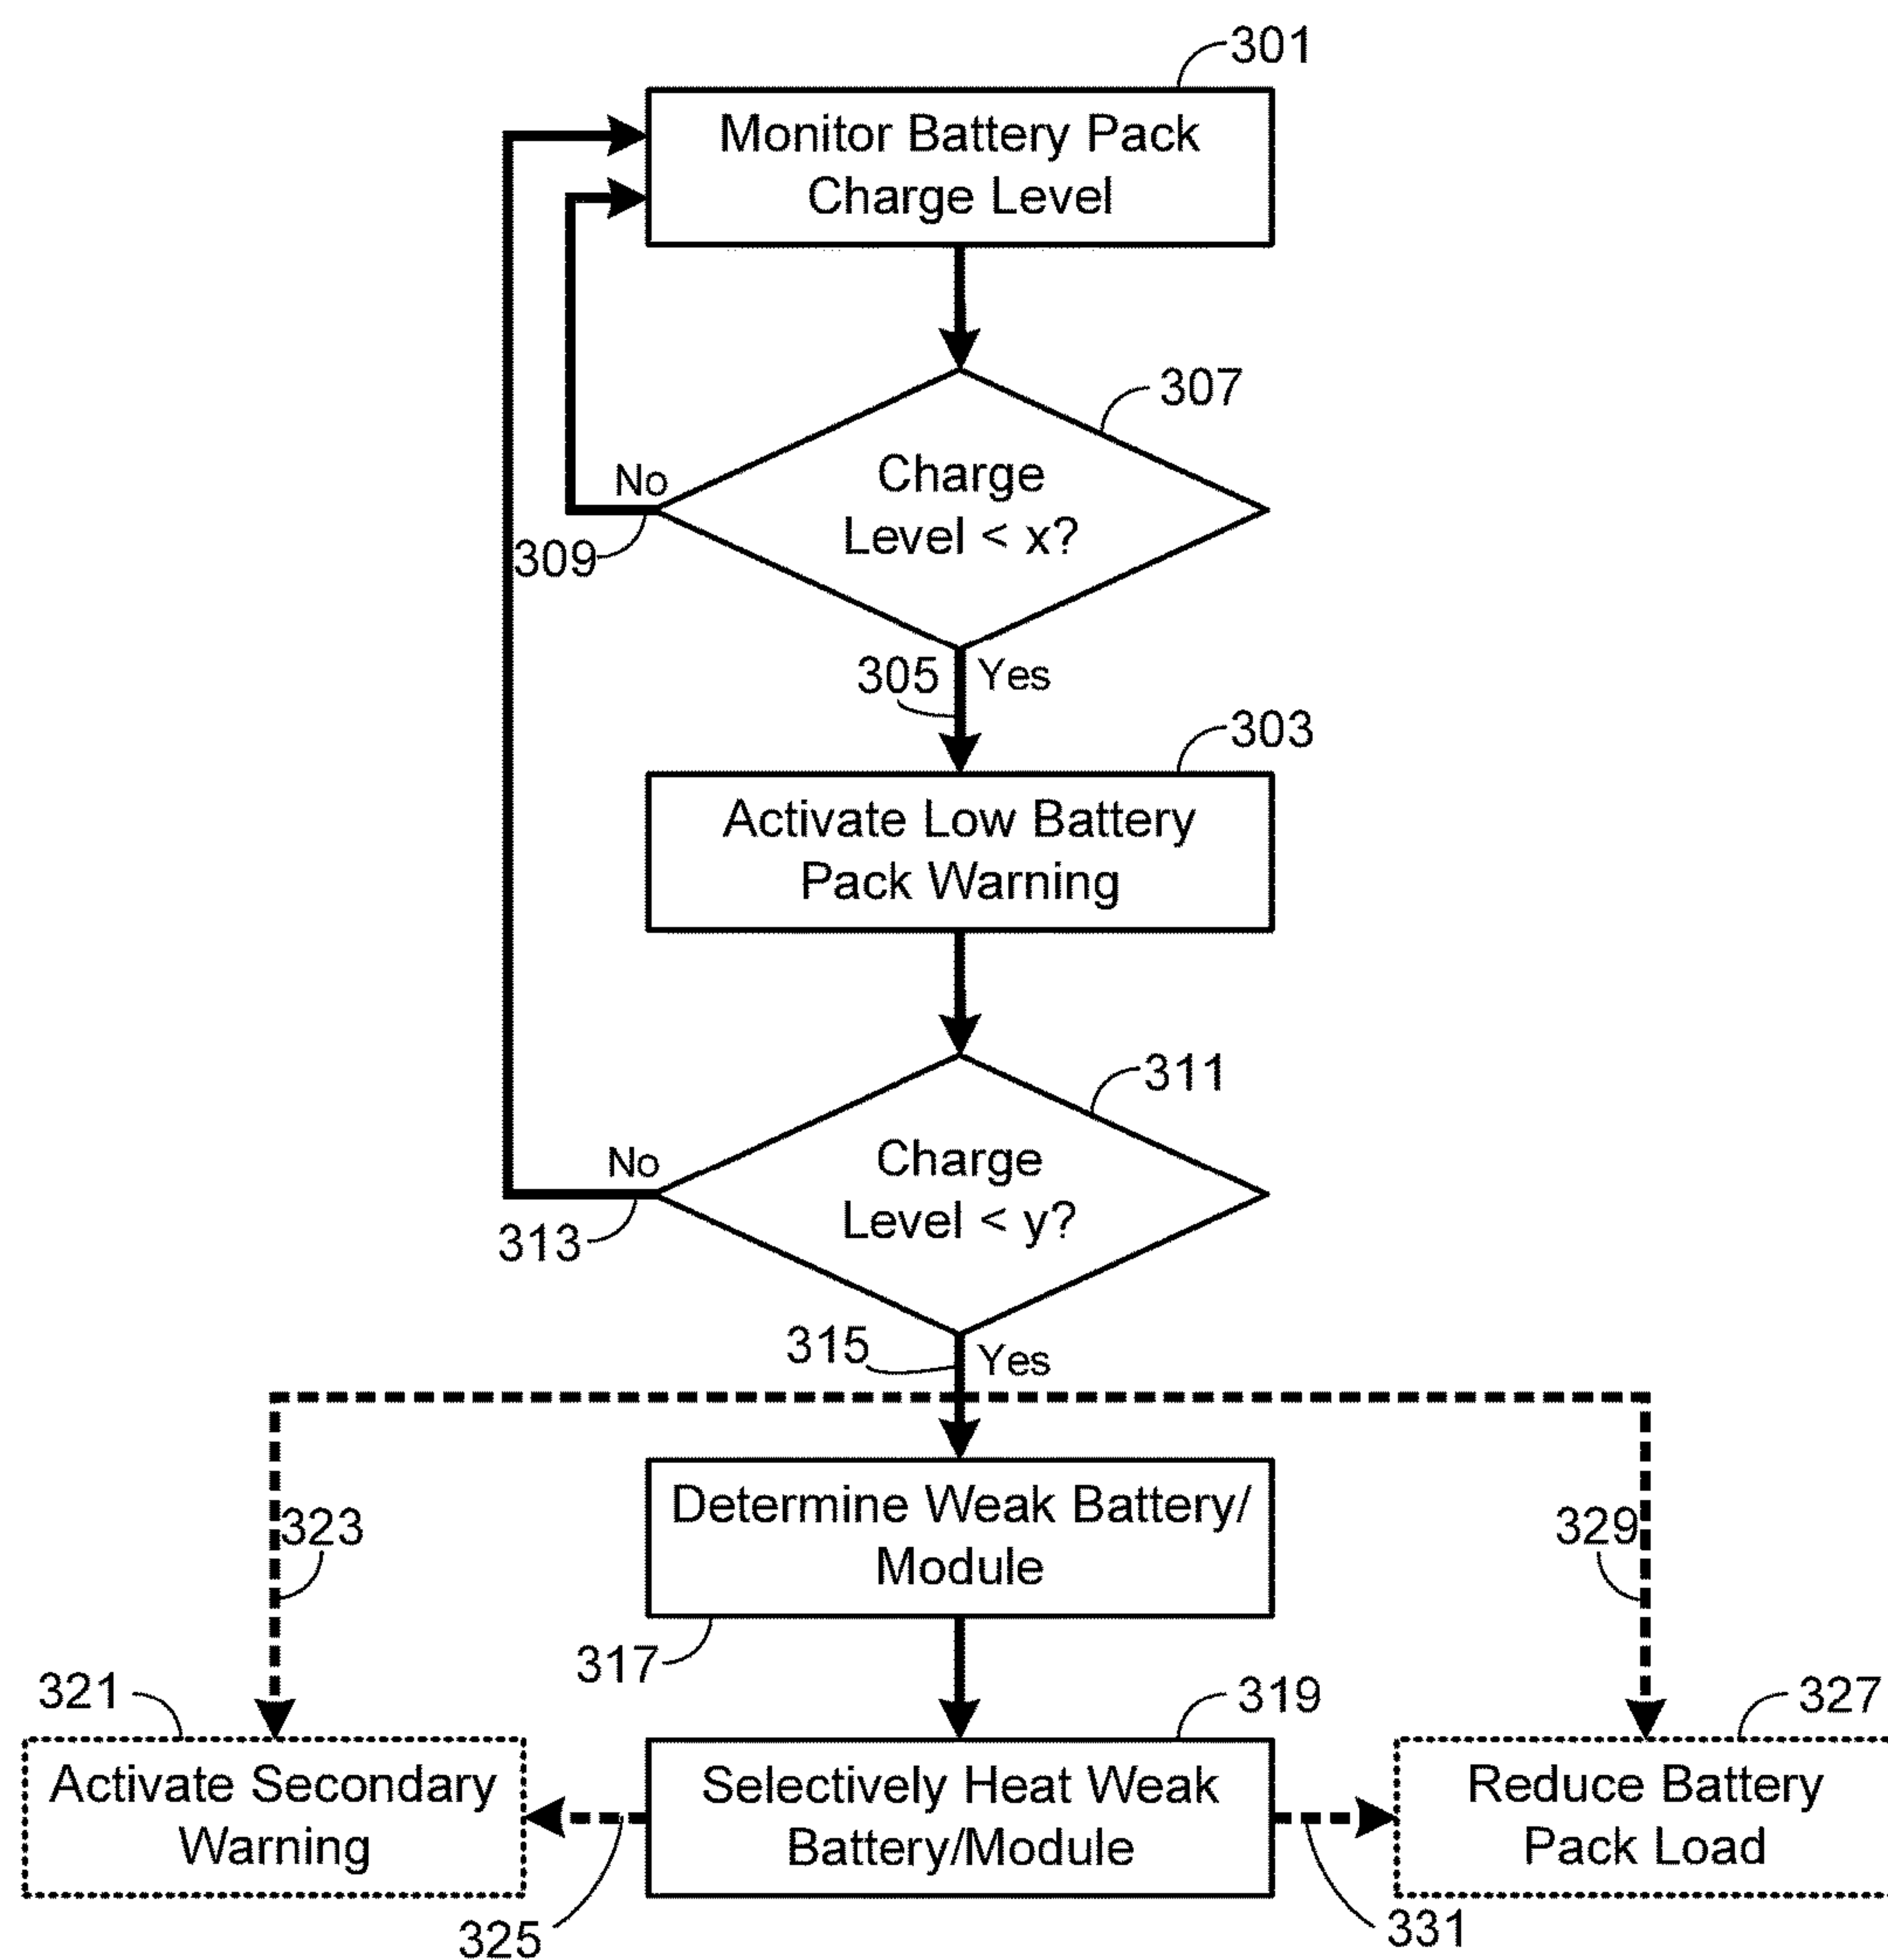 301
Monitor Battery Pack
Charge Level
307
Charge
Level < x?
No
309
305
Yes
303
Activate Low Battery
Pack Warning
311
Charge
Level < y?
No
313
315
Yes
323
329
Determine Weak Battery/
Module
317
321
319
327
Activate Secondary
Warning
Selectively Heat Weak
Battery/Module
Reduce Battery
Pack Load
325
331